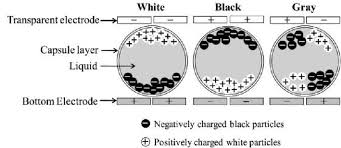 White Black Gray
Transparent electrode
− − + + − +
Capsule layer
Liquid
Bottom Electrode
+ + − − − +
Negatively charged black particles
Positively charged white particles